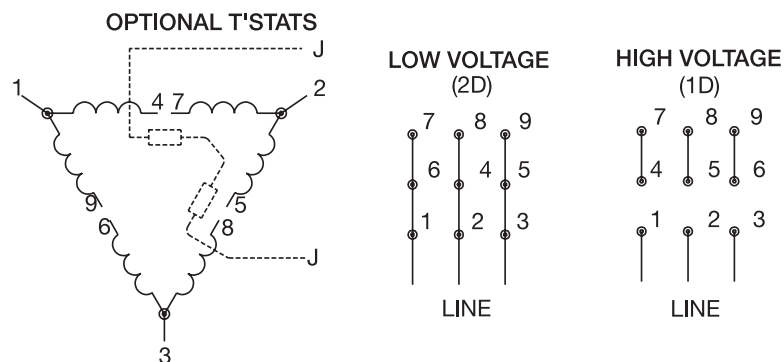 OPTIONAL T'STATS
J
1
4 7
2
9
6
5
8
J
3
LOW VOLTAGE
(2D)
7 8 9
6 4 5
1 2 3
LINE
HIGH VOLTAGE
(1D)
7 8 9
4 5 6
1 2 3
LINE